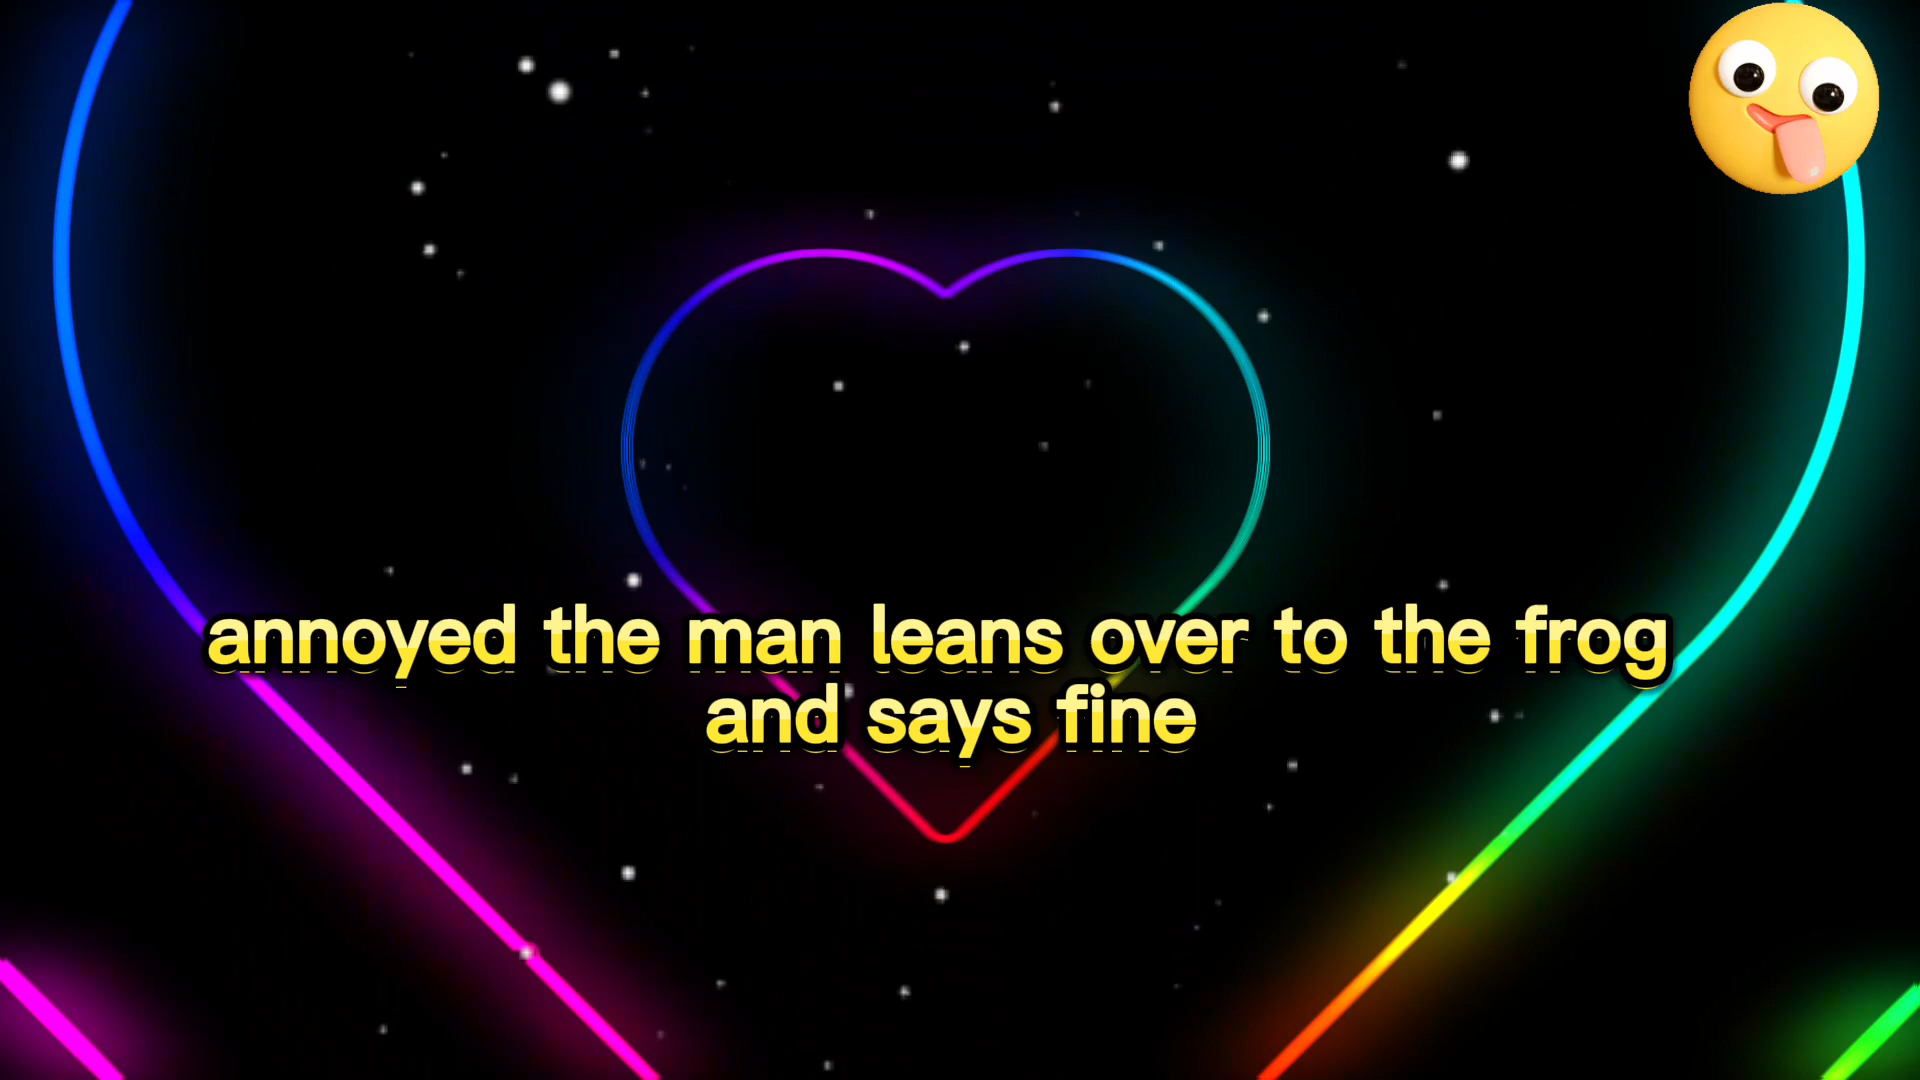 annoyed the man leans over to the frog
and says fine